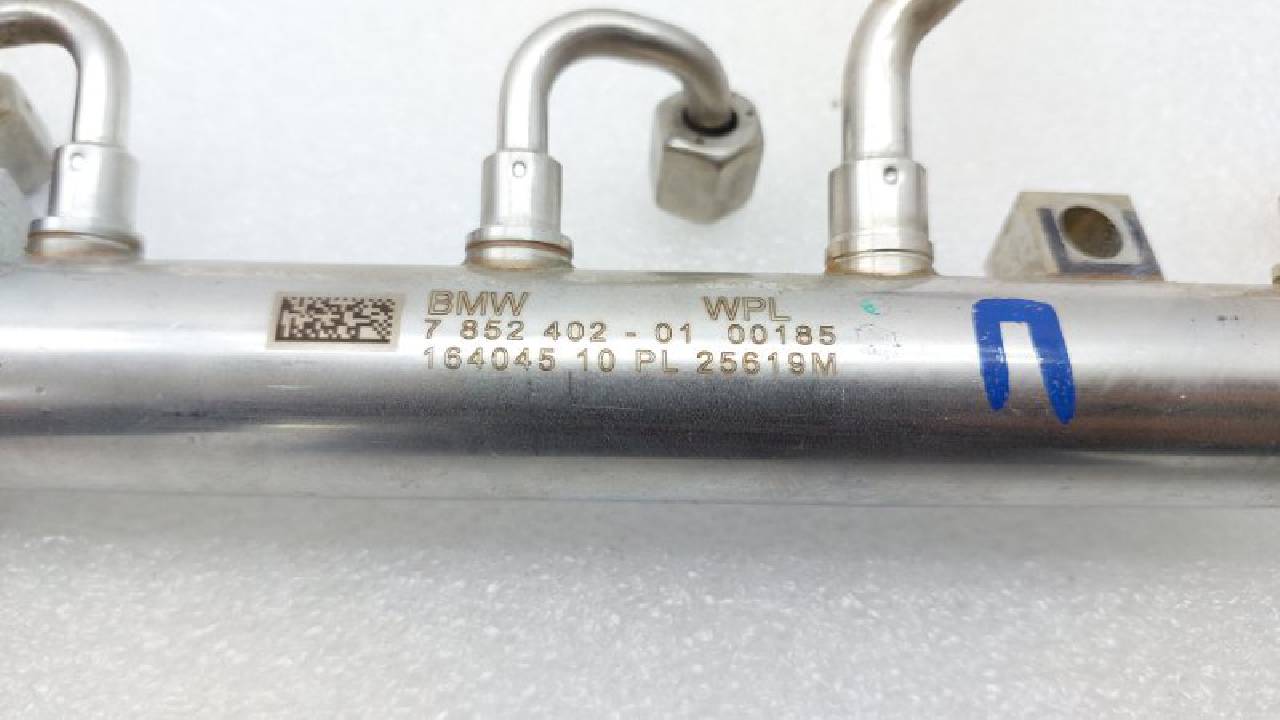 BMW WPL
7 852 402 - 01 00185
164045 10 PL 25619M
П